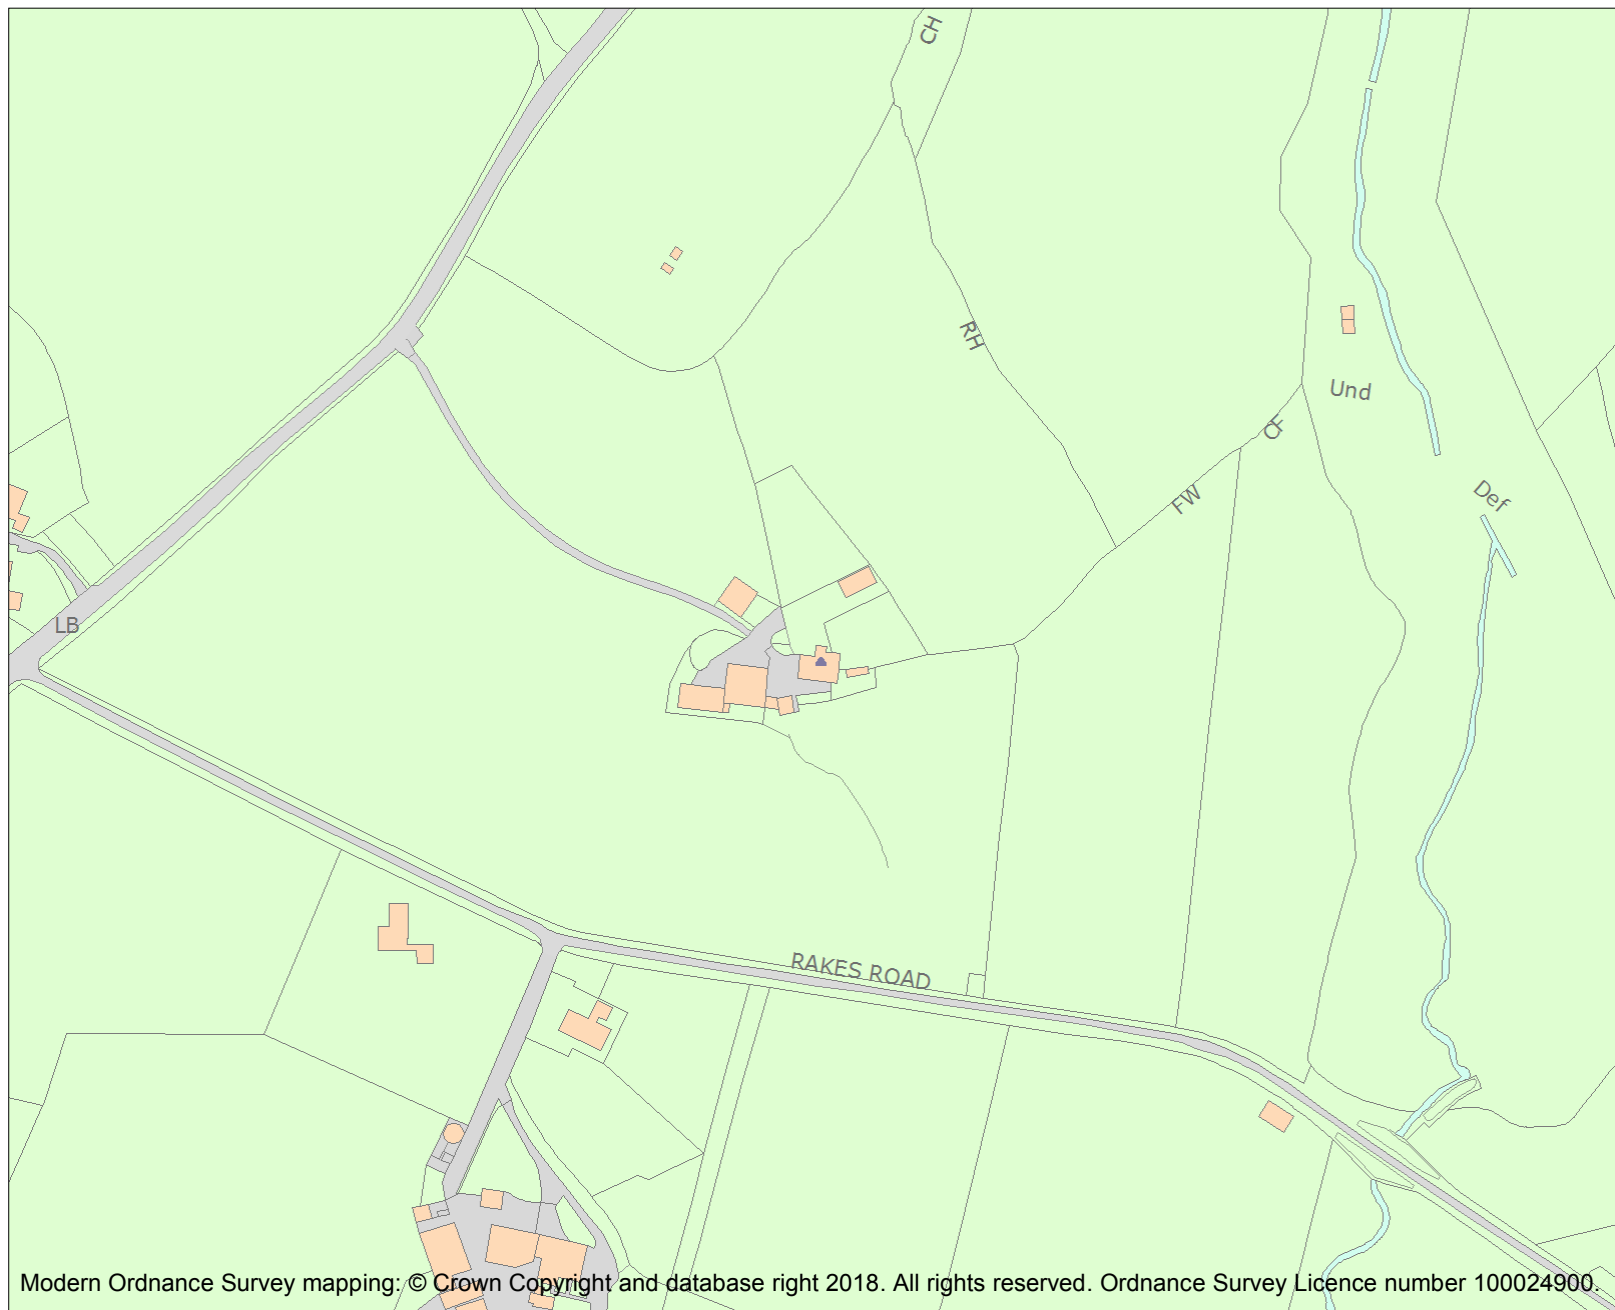 CH
RH
Und
CF
FW
Def
LB
RAKES ROAD
Modern Ordnance Survey mapping: © Crown Copyright and database right 2018. All rights reserved. Ordnance Survey Licence number 100024900.